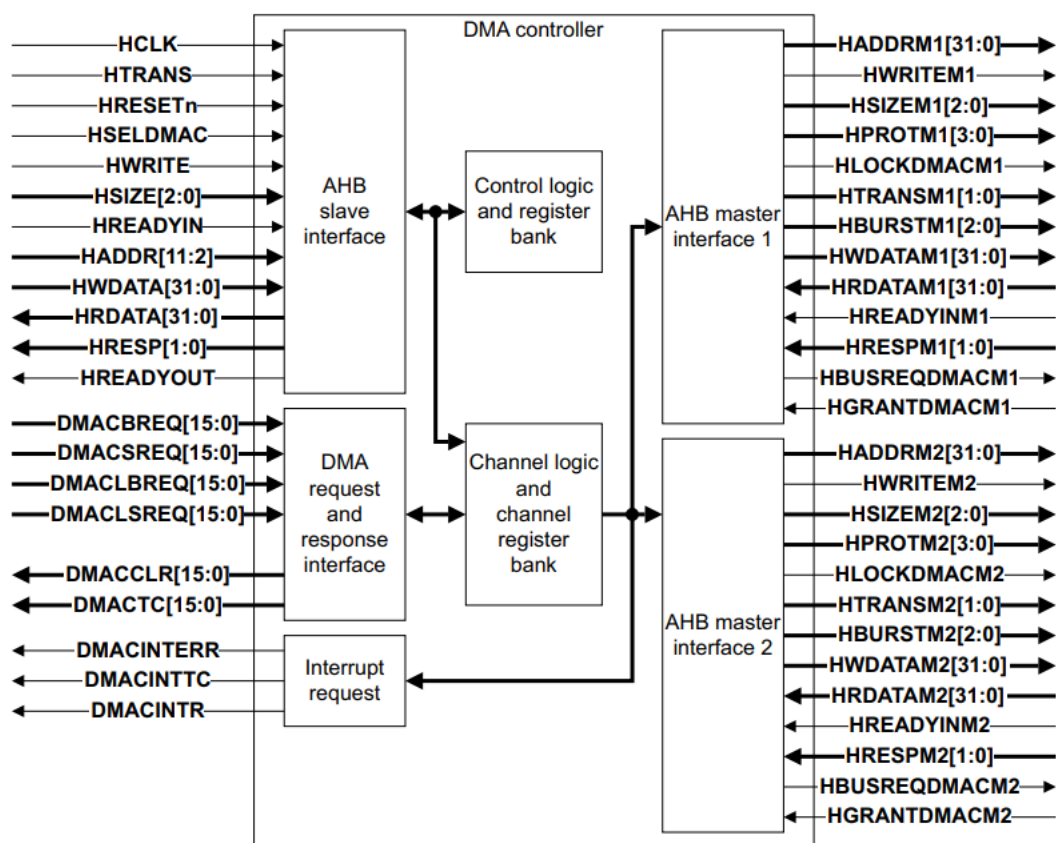 DMA controller
HCLK
HTRANS
HRESETn
HSELDMAC
HWRITE
HSIZE[2:0]
HREADYIN
HADDR[11:2]
HWDATA[31:0]
HRDATA[31:0]
HRESP[1:0]
HREADYOUT
DMACBREQ[15:0]
DMACSREQ[15:0]
DMACLBREQ[15:0]
DMACLSREQ[15:0]
DMACCLR[15:0]
DMACTC[15:0]
DMACINTERR
DMACINTTC
DMACINTR
AHB
slave
interface
DMA
request
and
response
interface
Interrupt
request
Control logic
and register
bank
Channel logic
and
channel
register
bank
AHB master
interface 1
AHB master
interface 2
HADDRM1[31:0]
HWRITEM1
HSIZEM1[2:0]
HPROTM1[3:0]
HLOCKDMACM1
HTRANSM1[1:0]
HBURSTM1[2:0]
HWDATAM1[31:0]
HRDATAM1[31:0]
HREADYINM1
HRESPM1[1:0]
HBUSREQDMACM1
HGRANTDMACM1
HADDRM2[31:0]
HWRITEM2
HSIZEM2[2:0]
HPROTM2[3:0]
HLOCKDMACM2
HTRANSM2[1:0]
HBURSTM2[2:0]
HWDATAM2[31:0]
HRDATAM2[31:0]
HREADYINM2
HRESPM2[1:0]
HBUSREQDMACM2
HGRANTDMACM2